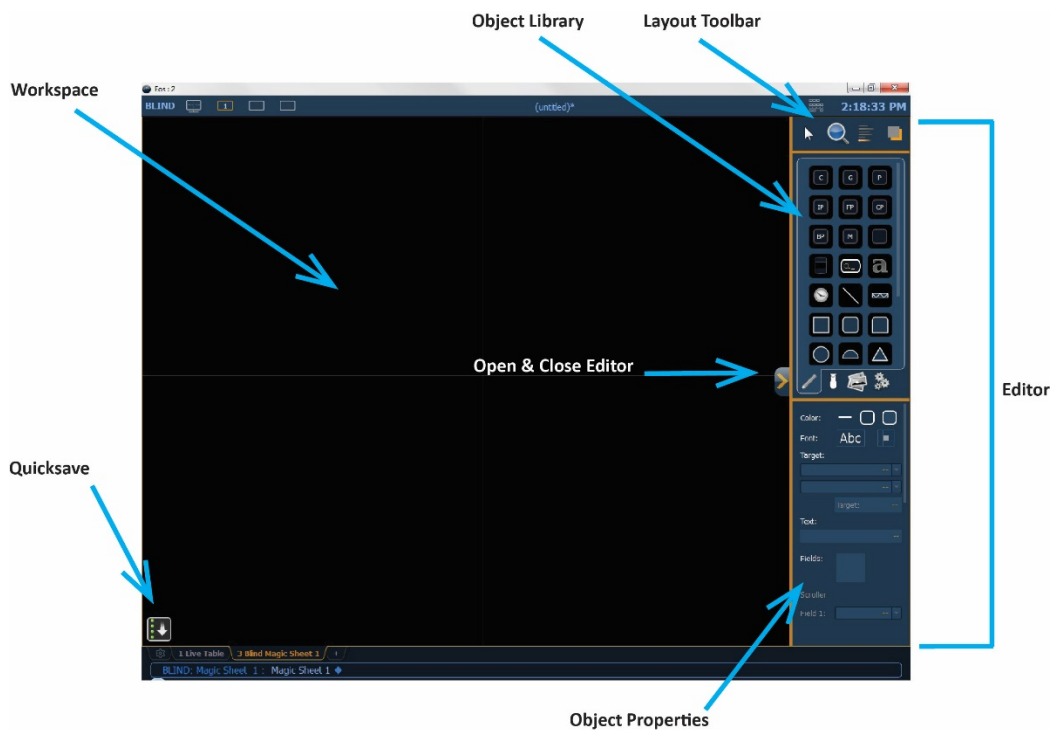 Object Library
Layout Toolbar
Workspace
Eos : 2
BLIND
1
(untitled)*
2:18:33 PM
C G P
IP FP CP
BP M
a
Open & Close Editor
Editor
Color:
Font: Abc
Target:
Target:
Text:
Quicksave
Fields:
Scroller
Field 1:
1 Live Table
3 Blind Magic Sheet 1
+
BLIND: Magic Sheet 1 : Magic Sheet 1
Object Properties